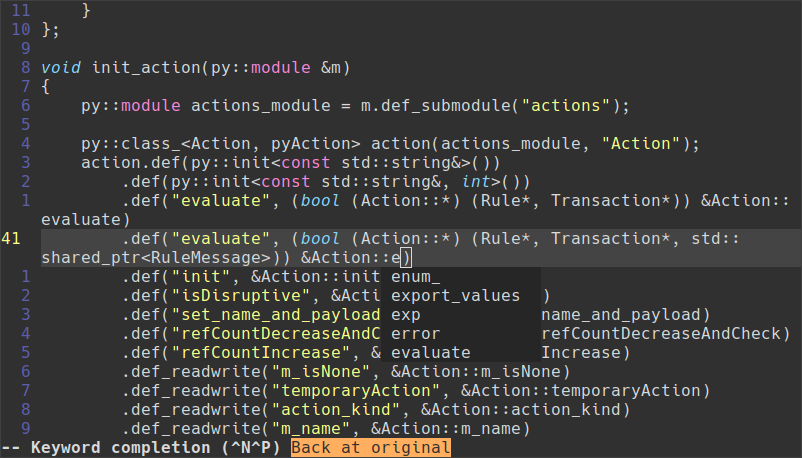 11     }
10 };
9
8 void init_action(py::module &m)
7 {
6     py::module actions_module = m.def_submodule("actions");
5
4     py::class_<Action, pyAction> action(actions_module, "Action");
3     action.def(py::init<const std::string&>())
2         .def(py::init<const std::string&, int>())
1         .def("evaluate", (bool (Action::*) (Rule*, Transaction*)) &Action::
evaluate)
41         .def("evaluate", (bool (Action::*) (Rule*, Transaction*, std::
shared_ptr<RuleMessage>)) &Action::e)
1         .def("init", &Action::init enum_
2         .def("isDisruptive", &Acti export_values )
3         .def("set_name_and_payload exp name_and_payload)
4         .def("refCountDecreaseAndC error refCountDecreaseAndCheck)
5         .def("refCountIncrease", & evaluate Increase)
6         .def_readwrite("m_isNone", &Action::m_isNone)
7         .def_readwrite("temporaryAction", &Action::temporaryAction)
8         .def_readwrite("action_kind", &Action::action_kind)
9         .def_readwrite("m_name", &Action::m_name)
-- Keyword completion (^N^P) Back at original